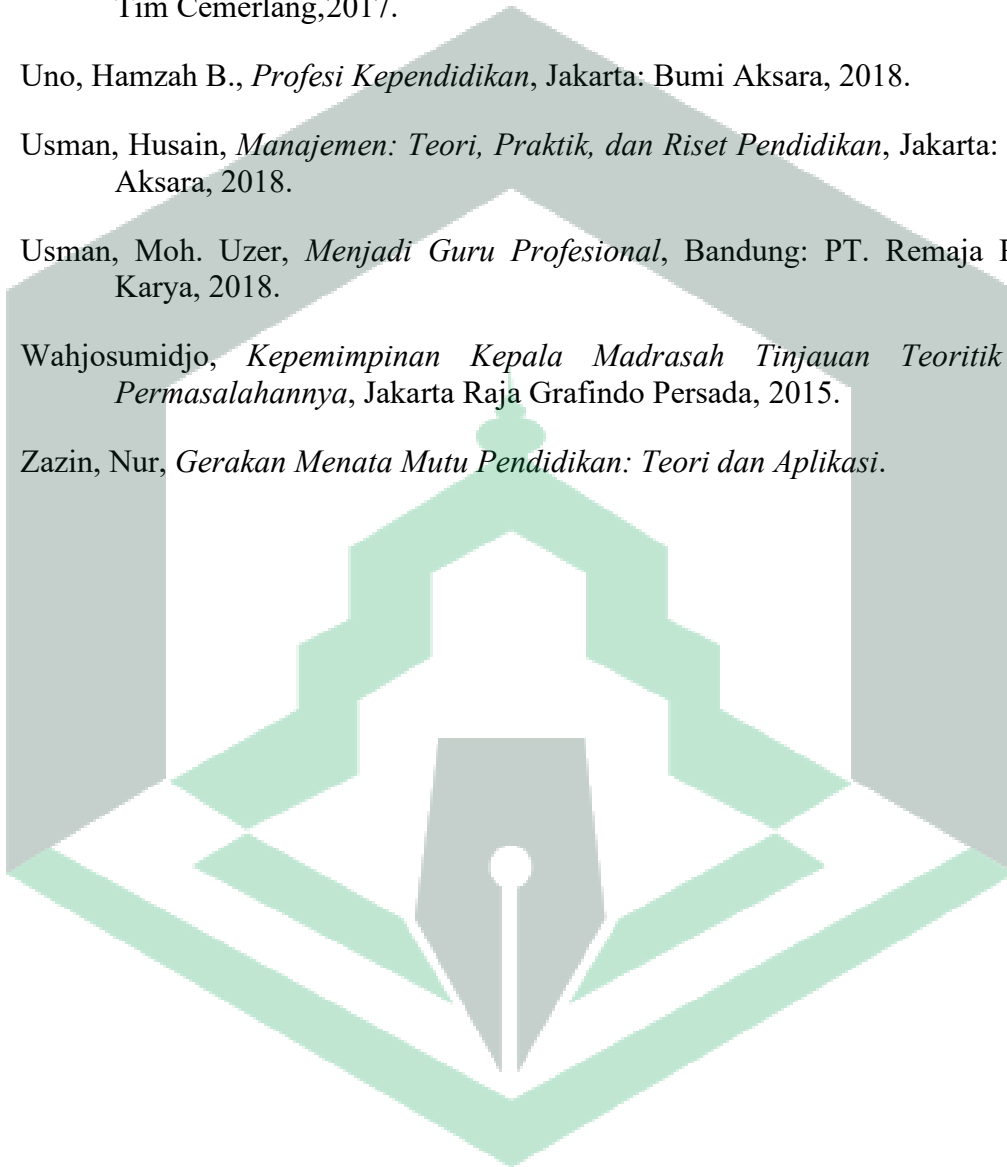 Tim Cemerlang,2017.
Uno, Hamzah B., Profesi Kependidikan, Jakarta: Bumi Aksara, 2018.
Usman, Husain, Manajemen: Teori, Praktik, dan Riset Pendidikan, Jakarta:
Aksara, 2018.
Usman, Moh. Uzer, Menjadi Guru Profesional, Bandung: PT. Remaja
Karya, 2018.
Wahjosumidjo, Kepemimpinan Kepala Madrasah Tinjauan Teoritik
Permasalahannya, Jakarta Raja Grafindo Persada, 2015.
Zazin, Nur, Gerakan Menata Mutu Pendidikan: Teori dan Aplikasi.